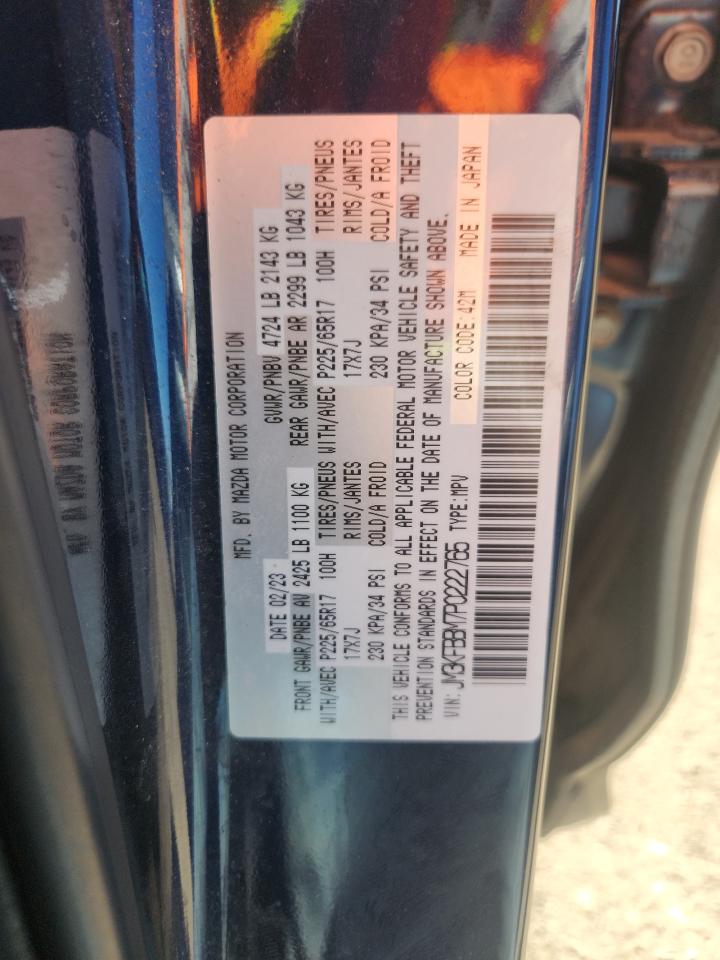 MFD. BY MAZDA MOTOR CORPORATION
DATE 02/23 GVWR/PNBV 4724 LB 2143 KG
FRONT GAWR/PNBE AV 2425 LB 1100 KG REAR GAWR/PNBE AR 2299 LB 1043 KG
WITH/AVEC P225/65R17 100H TIRES/PNEUS WITH/AVEC P225/65R17 100H TIRES/PNEUS
17X7J RIMS/JANTES 17X7J RIMS/JANTES
230 KPA/34 PSI COLD/A FROID 230 KPA/34 PSI COLD/A FROID
THIS VEHICLE CONFORMS TO ALL APPLICABLE FEDERAL MOTOR VEHICLE SAFETY AND THEFT
PREVENTION STANDARDS IN EFFECT ON THE DATE OF MANUFACTURE SHOWN ABOVE.
VIN: JM3KFBBM7P0222765 TYPE:MPV COLOR CODE:42M MADE IN JAPAN